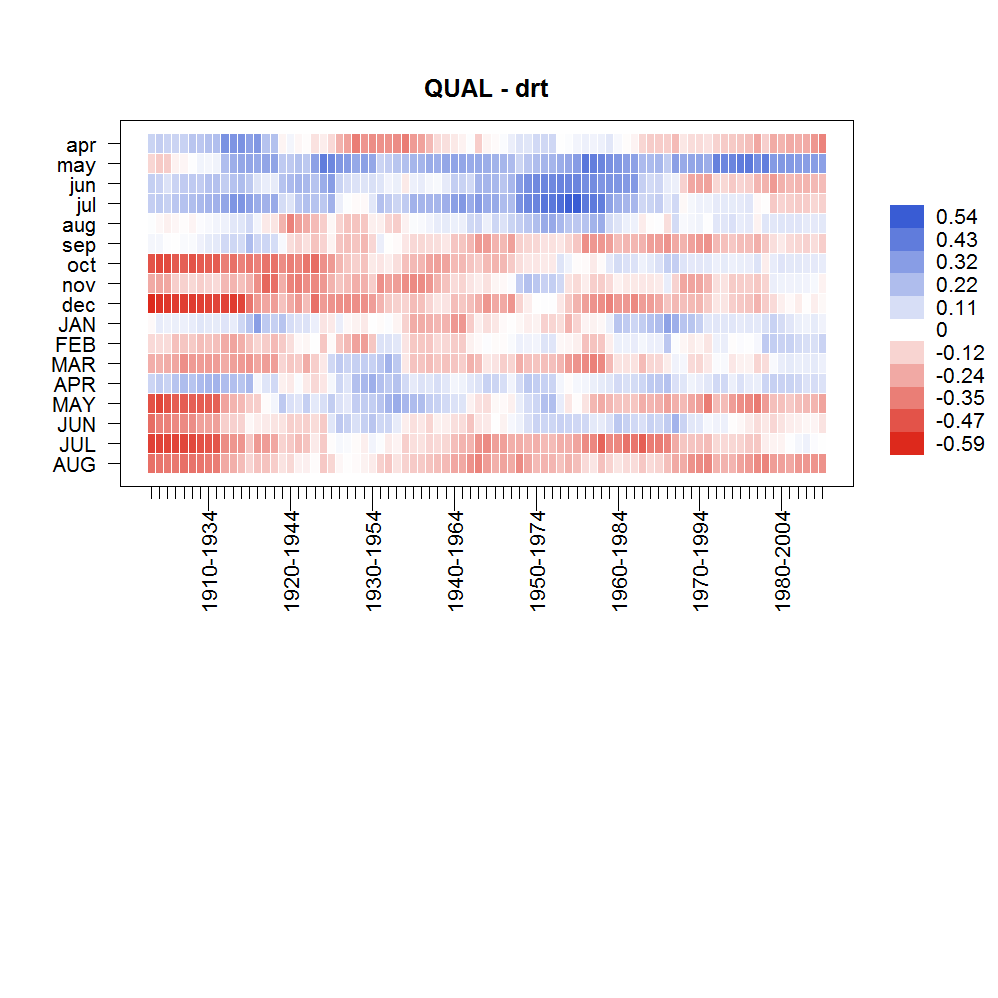 QUAL - drt
apr
may
jun
jul
aug
sep
oct
nov
dec
JAN
FEB
MAR
APR
MAY
JUN
JUL
AUG
0.54
0.43
0.32
0.22
0.11
0
-0.12
-0.24
-0.35
-0.47
-0.59
1910-1934
1920-1944
1930-1954
1940-1964
1950-1974
1960-1984
1970-1994
1980-2004